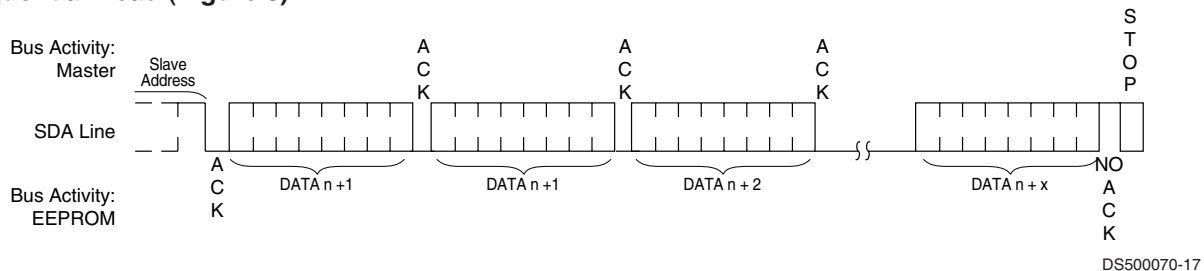 Bus Activity:
Master
Slave
Address
A
C
K
A
C
K
A
C
K
S
T
O
P
SDA Line
A
C
K
DATA n +1
DATA n +1
DATA n + 2
DATA n + x
NO
A
C
K
Bus Activity:
EEPROM
DS500070-17